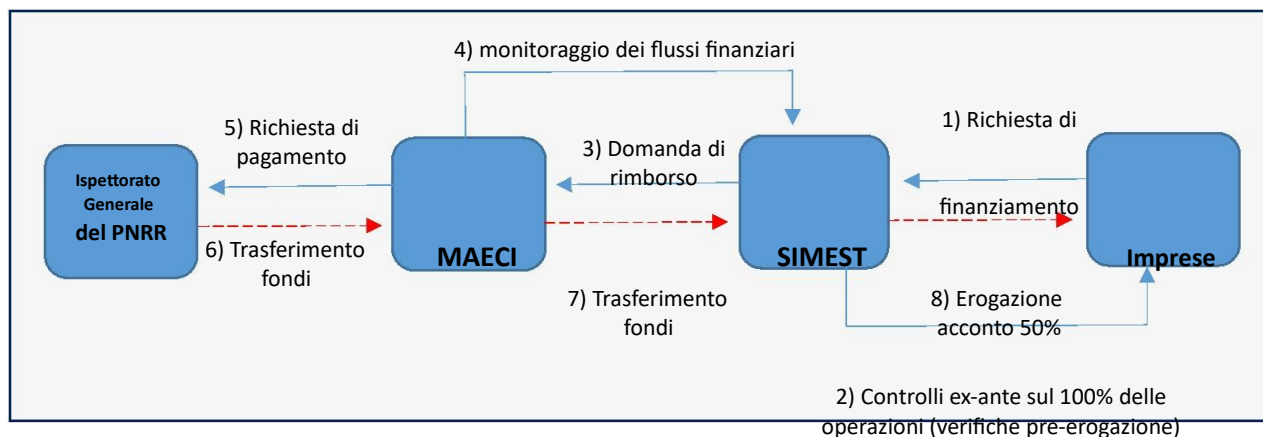 4) monitoraggio dei flussi finanziari
5) Richiesta di
pagamento
3) Domanda di
rimborso
1) Richiesta di
finanziamento
Ispettorato
Generale
del PNRR
MAECI
SIMEST
Imprese
6) Trasferimento
fondi
7) Trasferimento
fondi
8) Erogazione
acconto 50%
2) Controlli ex-ante sul 100% delle
operazioni (verifiche pre-erogazione)